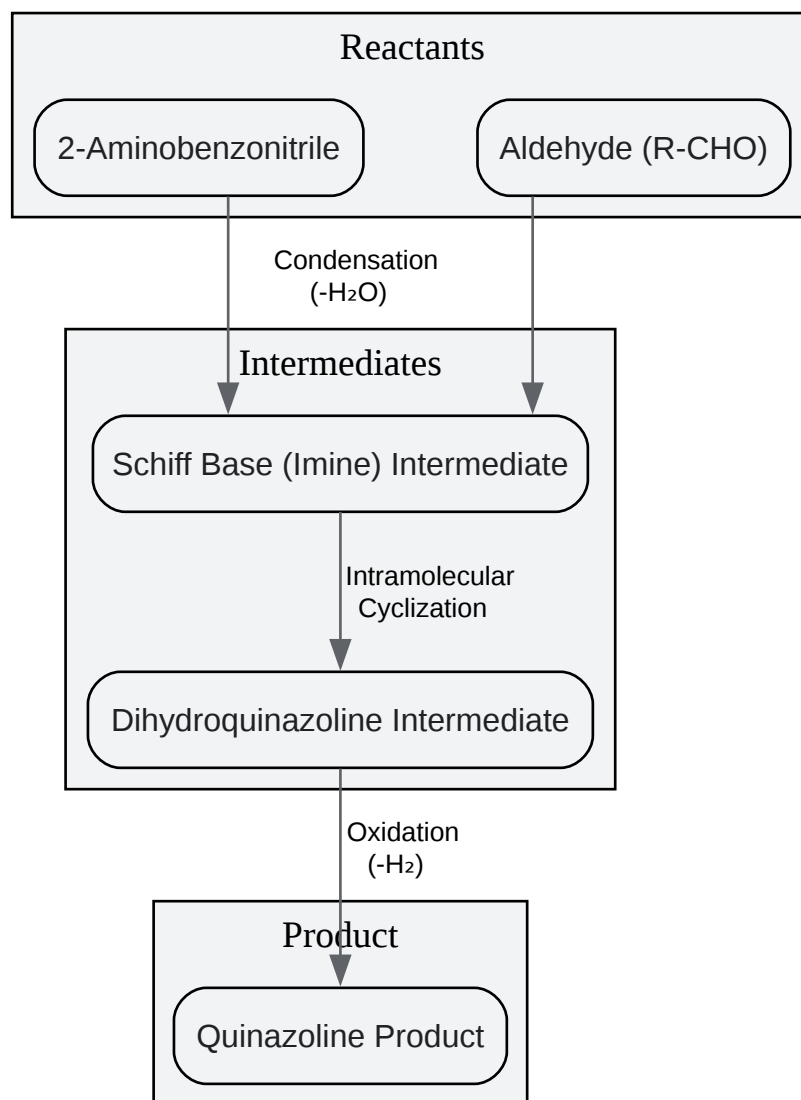 Reactants
2-Aminobenzonitrile
Aldehyde (R-CHO)
Condensation
(-H₂O)
Intermediates
Schiff Base (Imine) Intermediate
Intramolecular
Cyclization
Dihydroquinazoline Intermediate
Oxidation
(-H₂)
Product
Quinazoline Product